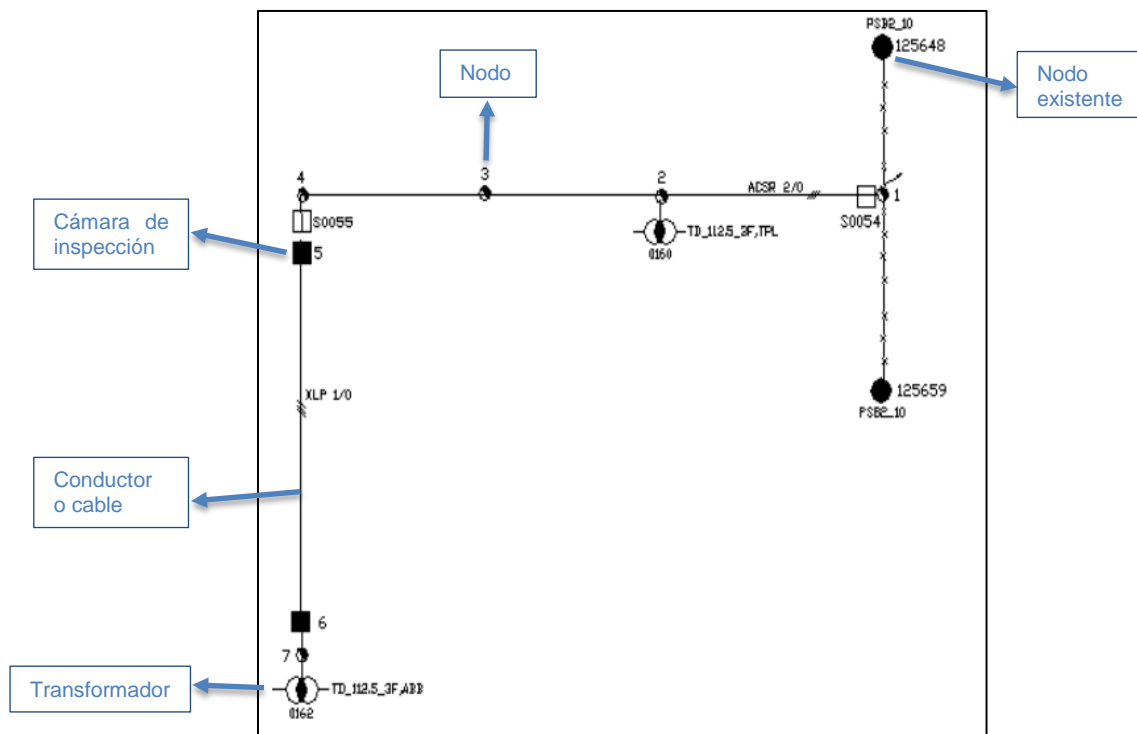 PSB2_10
125648
Nodo
Nodo
existente
4
3
2
ACSR 2/0
1
S0055
S0054
Cámara de
inspección
5
TD_112.5_3F,TPL
0160
XLP 1/0
125659
PSB2_10
Conductor
o cable
6
7
Transformador
TD_112.5_3F,ABB
0162